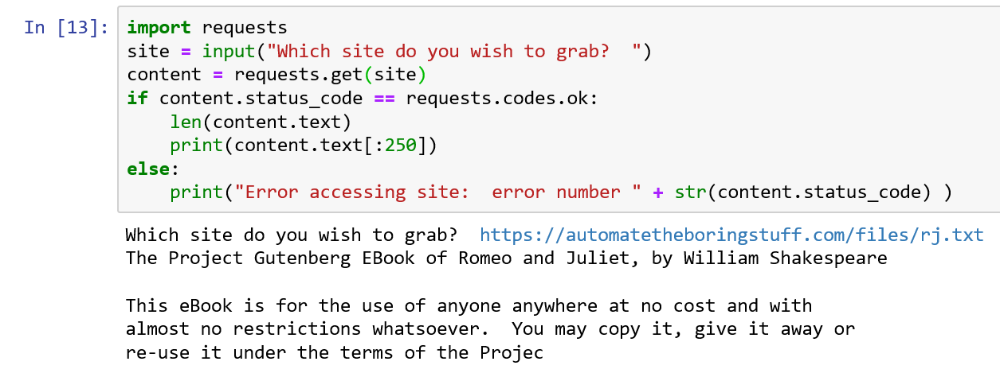 In [13]:
import requests
site = input("Which site do you wish to grab?  ")
content = requests.get(site)
if content.status_code == requests.codes.ok:
    len(content.text)
    print(content.text[:250])
else:
    print("Error accessing site:  error number " + str(content.status_code) )
Which site do you wish to grab?  https://automatetheboringstuff.com/files/rj.txt
The Project Gutenberg EBook of Romeo and Juliet, by William Shakespeare

This eBook is for the use of anyone anywhere at no cost and with
almost no restrictions whatsoever.  You may copy it, give it away or
re-use it under the terms of the Projec